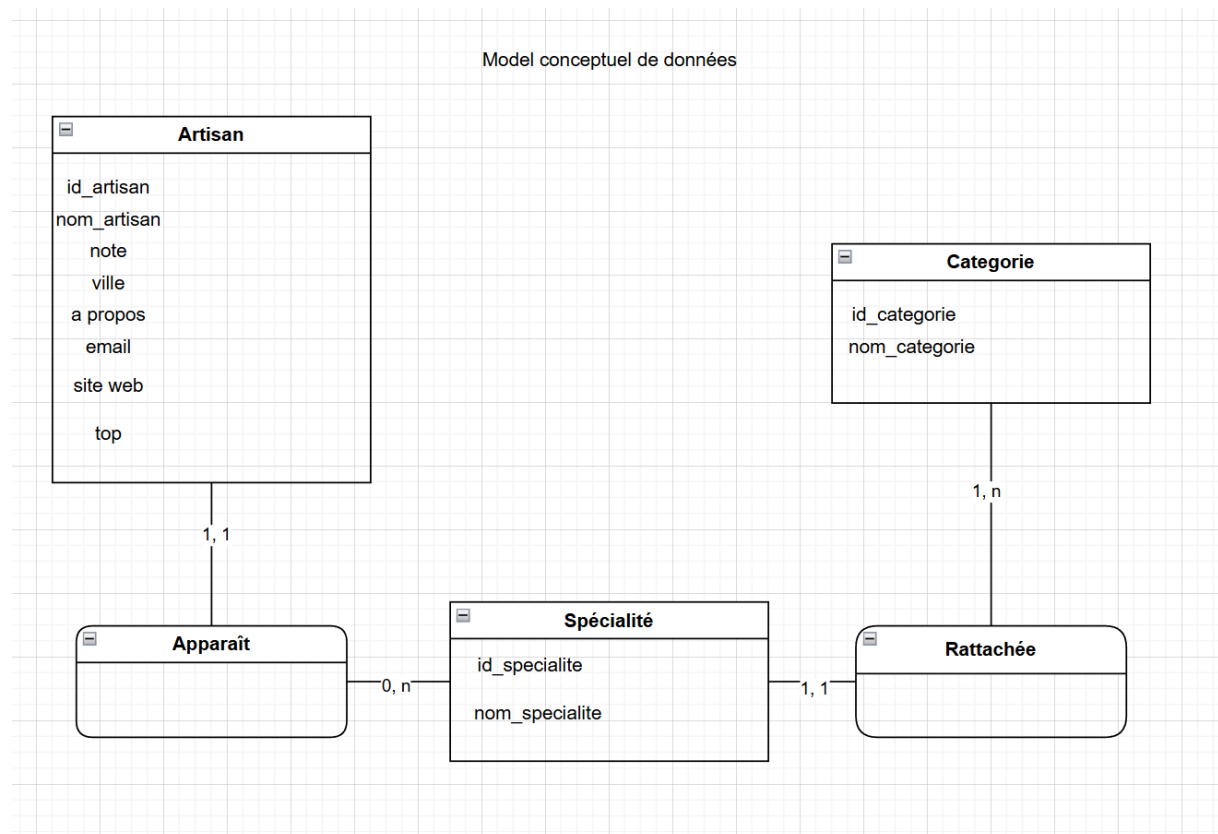 Model conceptuel de données
Artisan
id_artisan
nom_artisan
note
ville
a propos
email
site web
top
Categorie
id_categorie
nom_categorie
1, n
1, 1
Apparaît
0, n
Spécialité
id_specialite
nom_specialite
1, 1
Rattachée